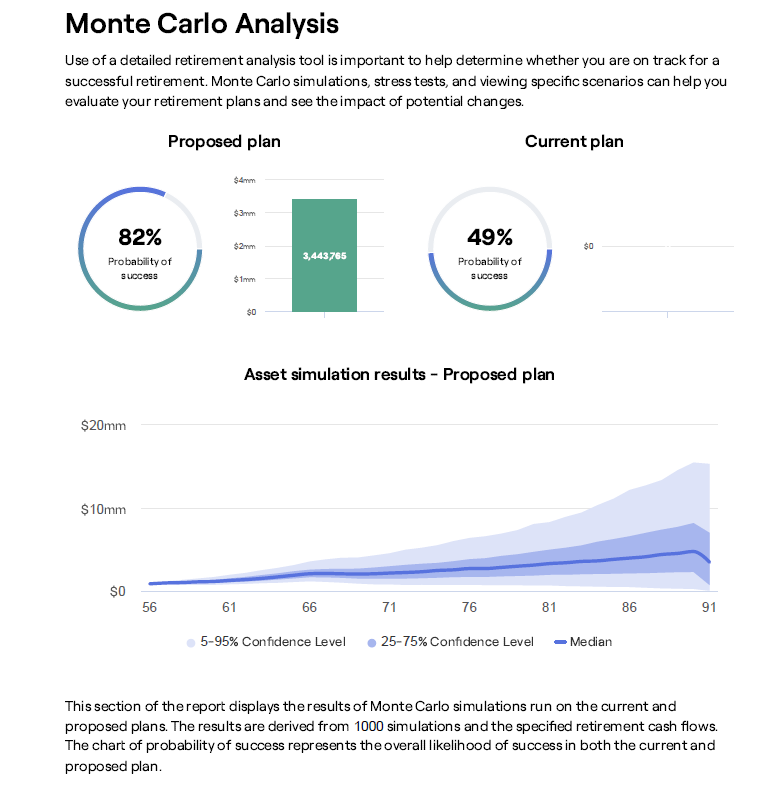 Monte Carlo Analysis
Use of a detailed retirement analysis tool is important to help determine whether you are on track for a
successful retirement. Monte Carlo simulations, stress tests, and viewing specific scenarios can help you
evaluate your retirement plans and see the impact of potential changes.
Proposed plan
82%
Probability of
success
$4mm
$3mm
$2mm
$1mm
$0
3,443,765
Current plan
49%
Probability of
success
$0
Asset simulation results - Proposed plan
$20mm
$10mm
$0
56 61 66 71 76 81 86 91
5-95% Confidence Level 25-75% Confidence Level Median
This section of the report displays the results of Monte Carlo simulations run on the current and
proposed plans. The results are derived from 1000 simulations and the specified retirement cash flows.
The chart of probability of success represents the overall likelihood of success in both the current and
proposed plan.